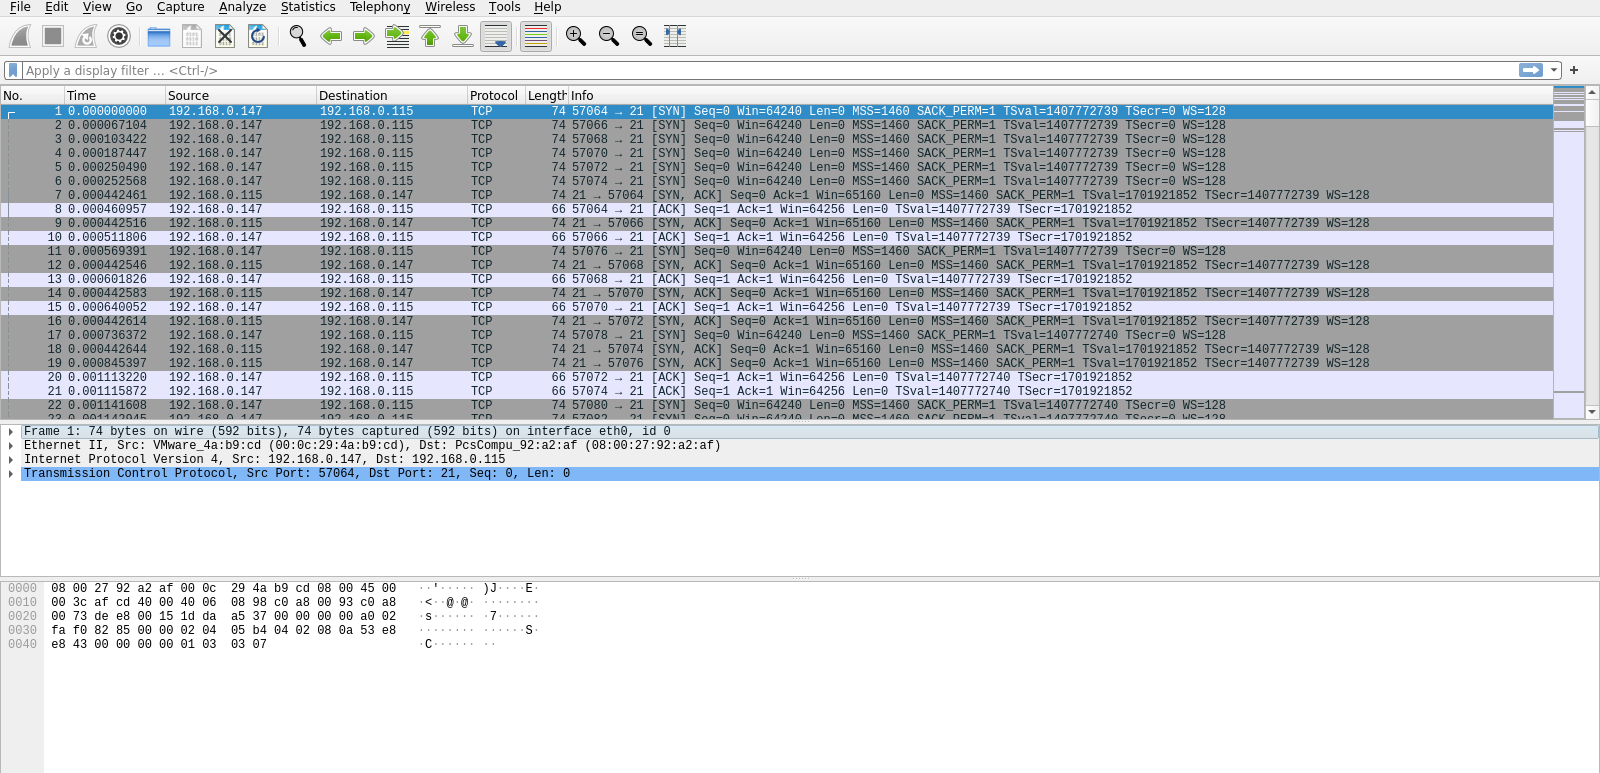 File Edit View Go Capture Analyze Statistics Telephony Wireless Tools Help
Apply a display filter ... <Ctrl-/>
No. Time Source Destination Protocol Length Info
1 0.000000000 192.168.0.147 192.168.0.115 TCP 74 57064 → 21 [SYN] Seq=0 Win=64240 Len=0 MSS=1460 SACK_PERM=1 TSval=1407772739 TSecr=0 WS=128
2 0.000067104 192.168.0.147 192.168.0.115 TCP 74 57066 → 21 [SYN] Seq=0 Win=64240 Len=0 MSS=1460 SACK_PERM=1 TSval=1407772739 TSecr=0 WS=128
3 0.000103422 192.168.0.147 192.168.0.115 TCP 74 57068 → 21 [SYN] Seq=0 Win=64240 Len=0 MSS=1460 SACK_PERM=1 TSval=1407772739 TSecr=0 WS=128
4 0.000187447 192.168.0.147 192.168.0.115 TCP 74 57070 → 21 [SYN] Seq=0 Win=64240 Len=0 MSS=1460 SACK_PERM=1 TSval=1407772739 TSecr=0 WS=128
5 0.000250490 192.168.0.147 192.168.0.115 TCP 74 57072 → 21 [SYN] Seq=0 Win=64240 Len=0 MSS=1460 SACK_PERM=1 TSval=1407772739 TSecr=0 WS=128
6 0.000252568 192.168.0.147 192.168.0.115 TCP 74 57074 → 21 [SYN] Seq=0 Win=64240 Len=0 MSS=1460 SACK_PERM=1 TSval=1407772739 TSecr=0 WS=128
7 0.000442461 192.168.0.115 192.168.0.147 TCP 74 21 → 57064 [SYN, ACK] Seq=0 Ack=1 Win=65160 Len=0 MSS=1460 SACK_PERM=1 TSval=1701921852 TSecr=1407772739 WS=128
8 0.000460957 192.168.0.147 192.168.0.115 TCP 66 57064 → 21 [ACK] Seq=1 Ack=1 Win=64256 Len=0 TSval=1407772739 TSecr=1701921852
9 0.000442516 192.168.0.115 192.168.0.147 TCP 74 21 → 57066 [SYN, ACK] Seq=0 Ack=1 Win=65160 Len=0 MSS=1460 SACK_PERM=1 TSval=1701921852 TSecr=1407772739 WS=128
10 0.000511806 192.168.0.147 192.168.0.115 TCP 66 57066 → 21 [ACK] Seq=1 Ack=1 Win=64256 Len=0 TSval=1407772739 TSecr=1701921852
11 0.000569391 192.168.0.147 192.168.0.115 TCP 74 57076 → 21 [SYN] Seq=0 Win=64240 Len=0 MSS=1460 SACK_PERM=1 TSval=1407772739 TSecr=0 WS=128
12 0.000442546 192.168.0.115 192.168.0.147 TCP 74 21 → 57068 [SYN, ACK] Seq=0 Ack=1 Win=65160 Len=0 MSS=1460 SACK_PERM=1 TSval=1701921852 TSecr=1407772739 WS=128
13 0.000601826 192.168.0.147 192.168.0.115 TCP 66 57068 → 21 [ACK] Seq=1 Ack=1 Win=64256 Len=0 TSval=1407772739 TSecr=1701921852
14 0.000442583 192.168.0.115 192.168.0.147 TCP 74 21 → 57070 [SYN, ACK] Seq=0 Ack=1 Win=65160 Len=0 MSS=1460 SACK_PERM=1 TSval=1701921852 TSecr=1407772739 WS=128
15 0.000640052 192.168.0.147 192.168.0.115 TCP 66 57070 → 21 [ACK] Seq=1 Ack=1 Win=64256 Len=0 TSval=1407772739 TSecr=1701921852
16 0.000442614 192.168.0.115 192.168.0.147 TCP 74 21 → 57072 [SYN, ACK] Seq=0 Ack=1 Win=65160 Len=0 MSS=1460 SACK_PERM=1 TSval=1701921852 TSecr=1407772739 WS=128
17 0.000736372 192.168.0.147 192.168.0.115 TCP 74 57078 → 21 [SYN] Seq=0 Win=64240 Len=0 MSS=1460 SACK_PERM=1 TSval=1407772740 TSecr=0 WS=128
18 0.000442644 192.168.0.115 192.168.0.147 TCP 74 21 → 57074 [SYN, ACK] Seq=0 Ack=1 Win=65160 Len=0 MSS=1460 SACK_PERM=1 TSval=1701921852 TSecr=1407772739 WS=128
19 0.000845397 192.168.0.115 192.168.0.147 TCP 74 21 → 57076 [SYN, ACK] Seq=0 Ack=1 Win=65160 Len=0 MSS=1460 SACK_PERM=1 TSval=1701921852 TSecr=1407772739 WS=128
20 0.001113220 192.168.0.147 192.168.0.115 TCP 66 57072 → 21 [ACK] Seq=1 Ack=1 Win=64256 Len=0 TSval=1407772740 TSecr=1701921852
21 0.001115872 192.168.0.147 192.168.0.115 TCP 66 57074 → 21 [ACK] Seq=1 Ack=1 Win=64256 Len=0 TSval=1407772740 TSecr=1701921852
22 0.001141608 192.168.0.147 192.168.0.115 TCP 74 57080 → 21 [SYN] Seq=0 Win=64240 Len=0 MSS=1460 SACK_PERM=1 TSval=1407772740 TSecr=0 WS=128
Frame 1: 74 bytes on wire (592 bits), 74 bytes captured (592 bits) on interface eth0, id 0
Ethernet II, Src: VMware_4a:b9:cd (00:0c:29:4a:b9:cd), Dst: PcsCompu_92:a2:af (08:00:27:92:a2:af)
Internet Protocol Version 4, Src: 192.168.0.147, Dst: 192.168.0.115
Transmission Control Protocol, Src Port: 57064, Dst Port: 21, Seq: 0, Len: 0
0000 08 00 27 92 a2 af 00 0c 29 4a b9 cd 08 00 45 00 ··'····· )J····E·
0010 00 3c af cd 40 00 40 06 08 98 c0 a8 00 93 c0 a8 ·<··@·@· ········
0020 00 73 de e8 00 15 1d da a5 37 00 00 00 00 a0 02 ·s······ ·7······
0030 fa f0 82 85 00 00 02 04 05 b4 04 02 08 0a 53 e8 ········ ······S·
0040 e8 43 00 00 00 00 01 03 03 07 ·C······ ··